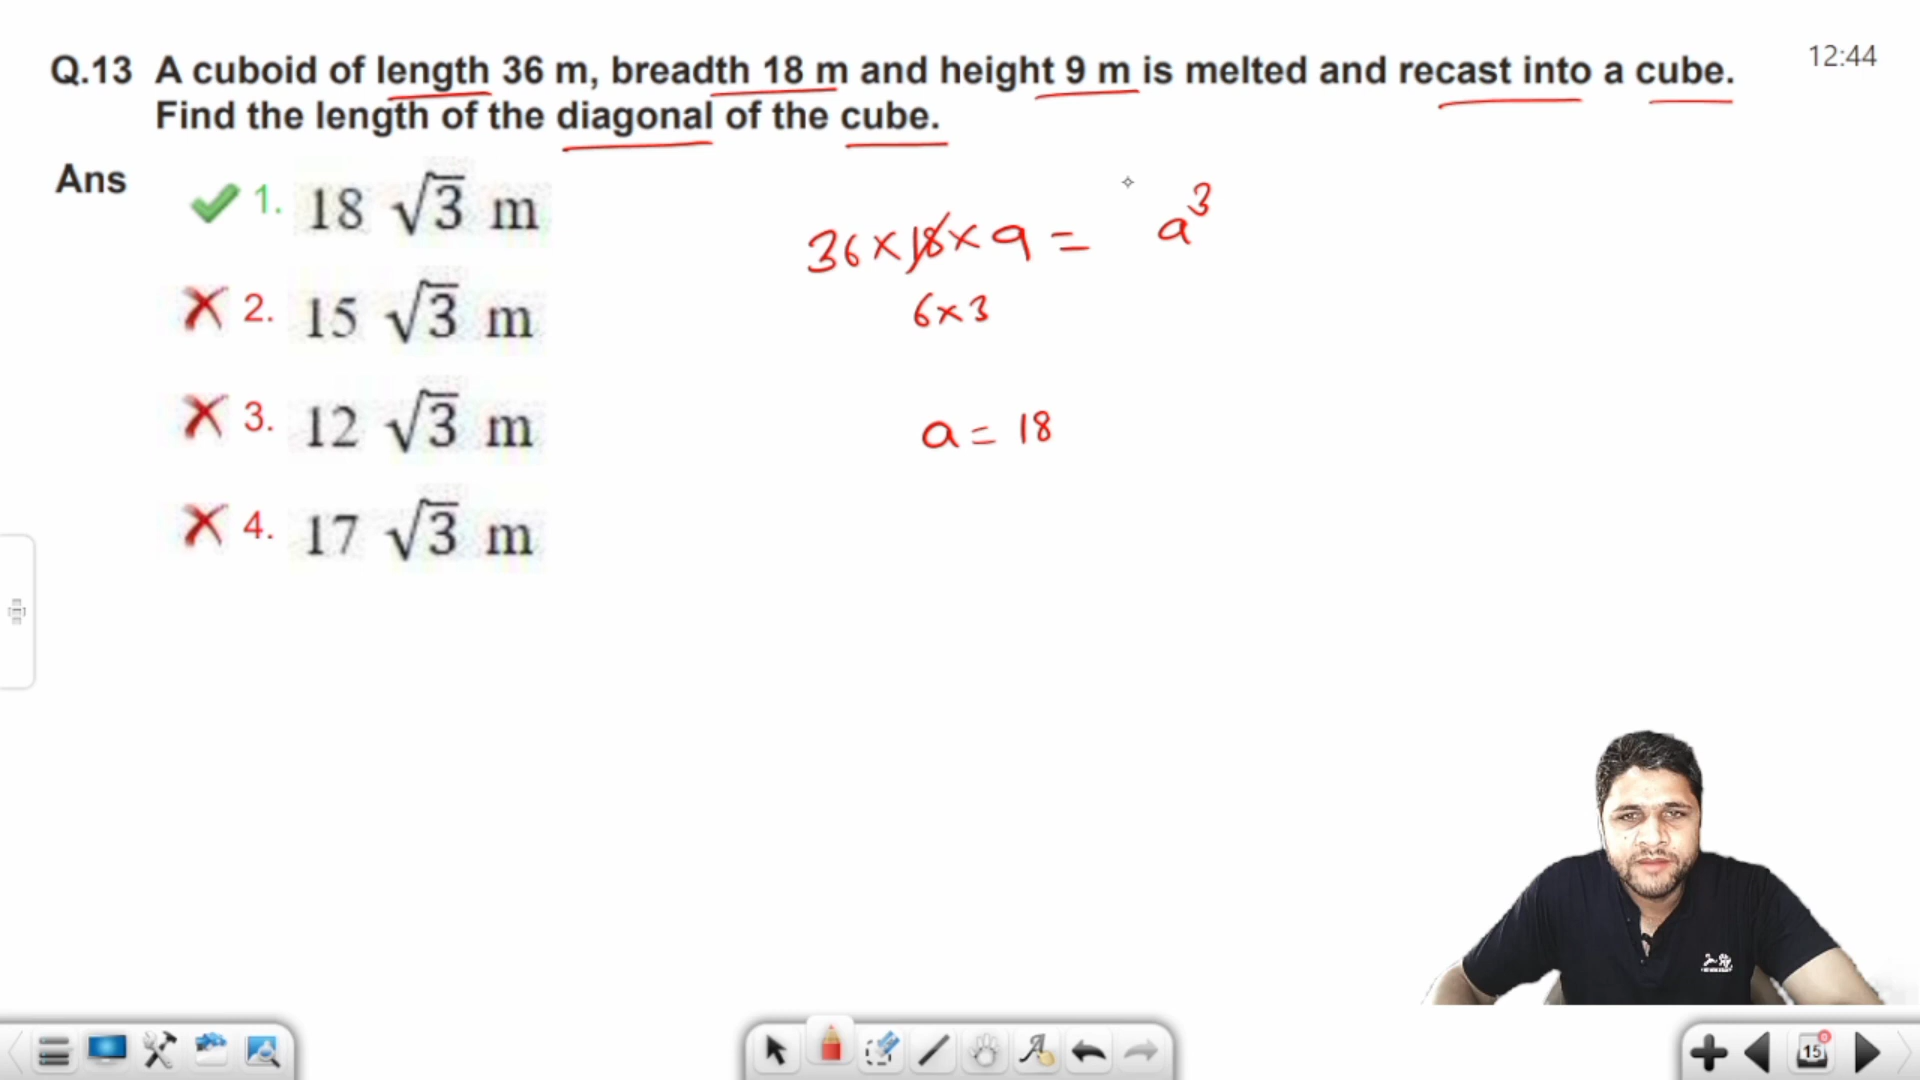 12:44
Q.13 A cuboid of length 36 m, breadth 18 m and height 9 m is melted and recast into a cube.
Find the length of the diagonal of the cube.
Ans
1. 18 √3 m
2. 15 √3 m
3. 12 √3 m
4. 17 √3 m
36×18×9 = a³
6×3
a = 18
15